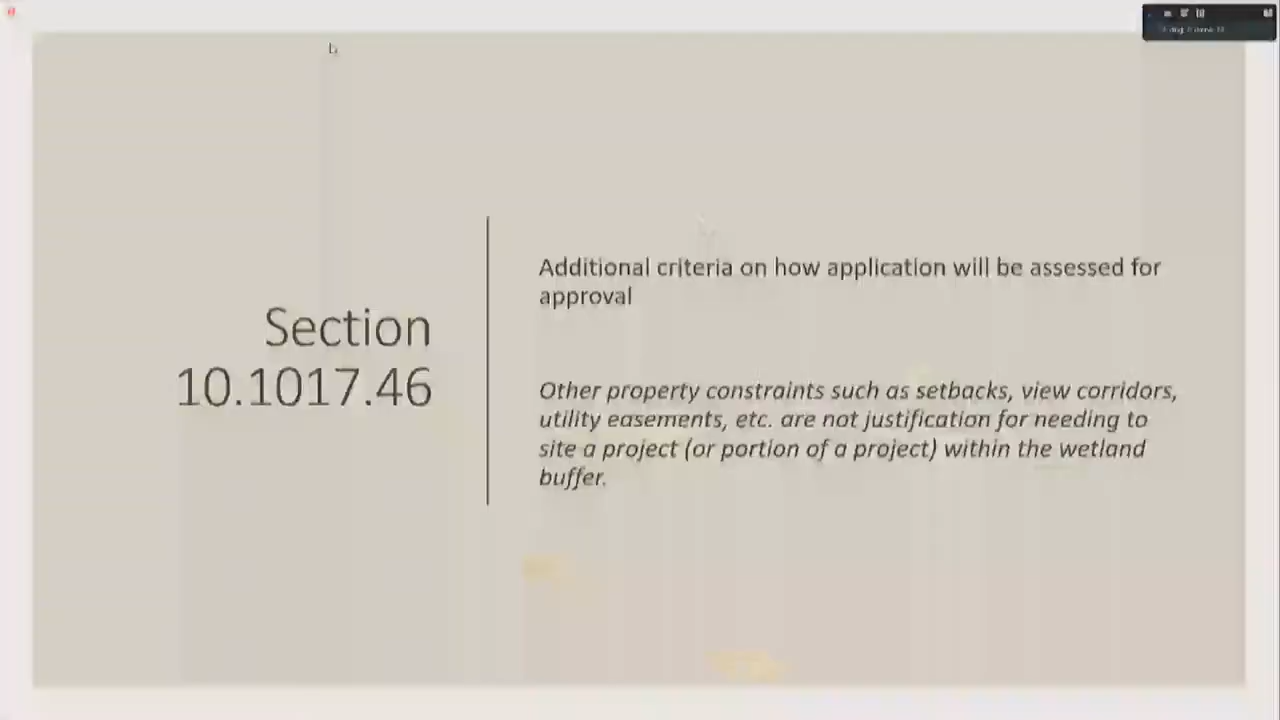 Section
10.1017.46
Additional criteria on how application will be assessed for
approval
Other property constraints such as setbacks, view corridors,
utility easements, etc. are not justification for needing to
site a project (or portion of a project) within the wetland
buffer.